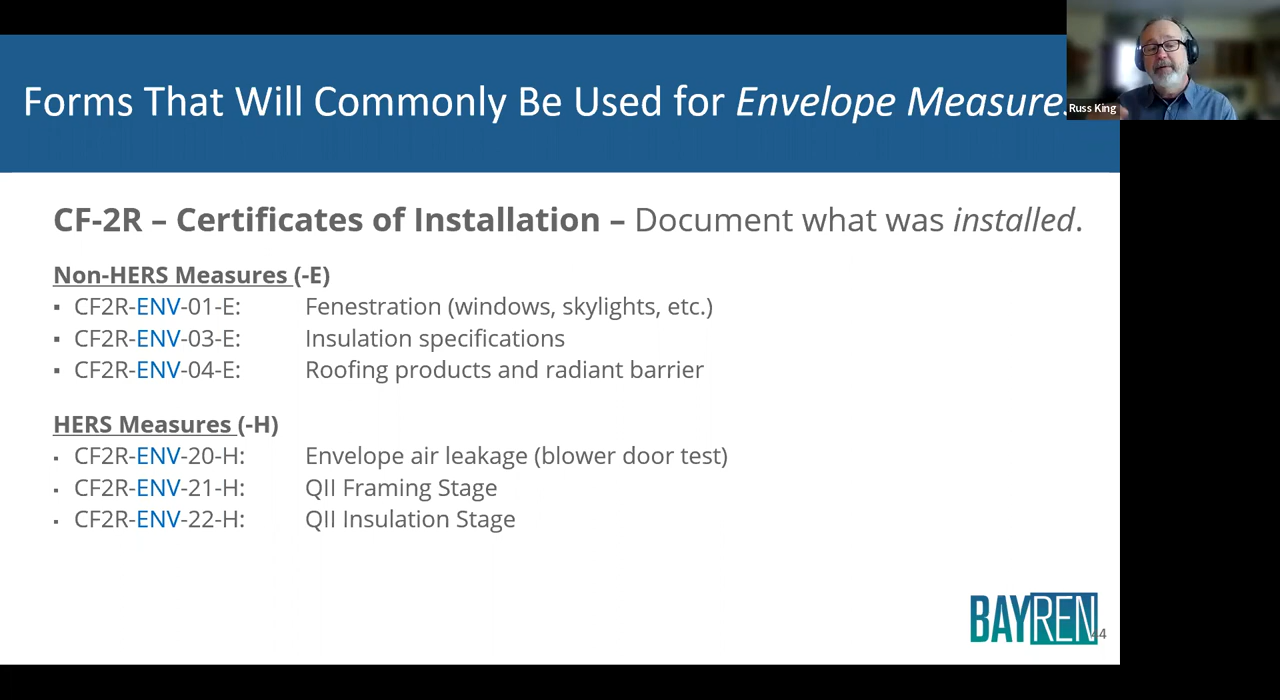 Forms That Will Commonly Be Used for Envelope Measures
Russ King
CF-2R – Certificates of Installation – Document what was installed.
Non-HERS Measures (-E)
▪ CF2R-ENV-01-E: Fenestration (windows, skylights, etc.)
▪ CF2R-ENV-03-E: Insulation specifications
▪ CF2R-ENV-04-E: Roofing products and radiant barrier
HERS Measures (-H)
▪ CF2R-ENV-20-H: Envelope air leakage (blower door test)
▪ CF2R-ENV-21-H: QII Framing Stage
▪ CF2R-ENV-22-H: QII Insulation Stage
BAYREN
44